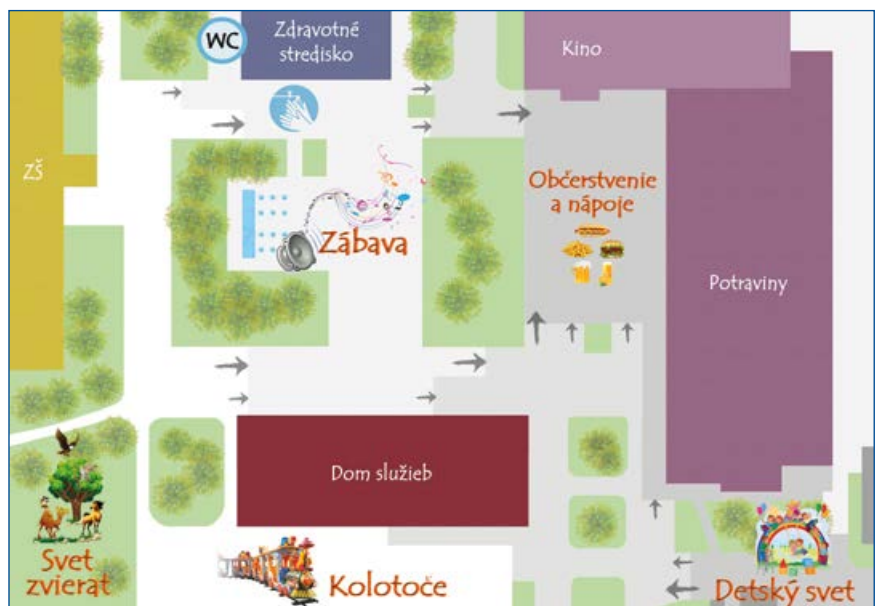 WC
Zdravotné
stredisko
Kino
ZŠ
Občerstvenie
a nápoje
Zábava
Potraviny
Dom služieb
Svet
zvierat
Kolotoče
Detský svet